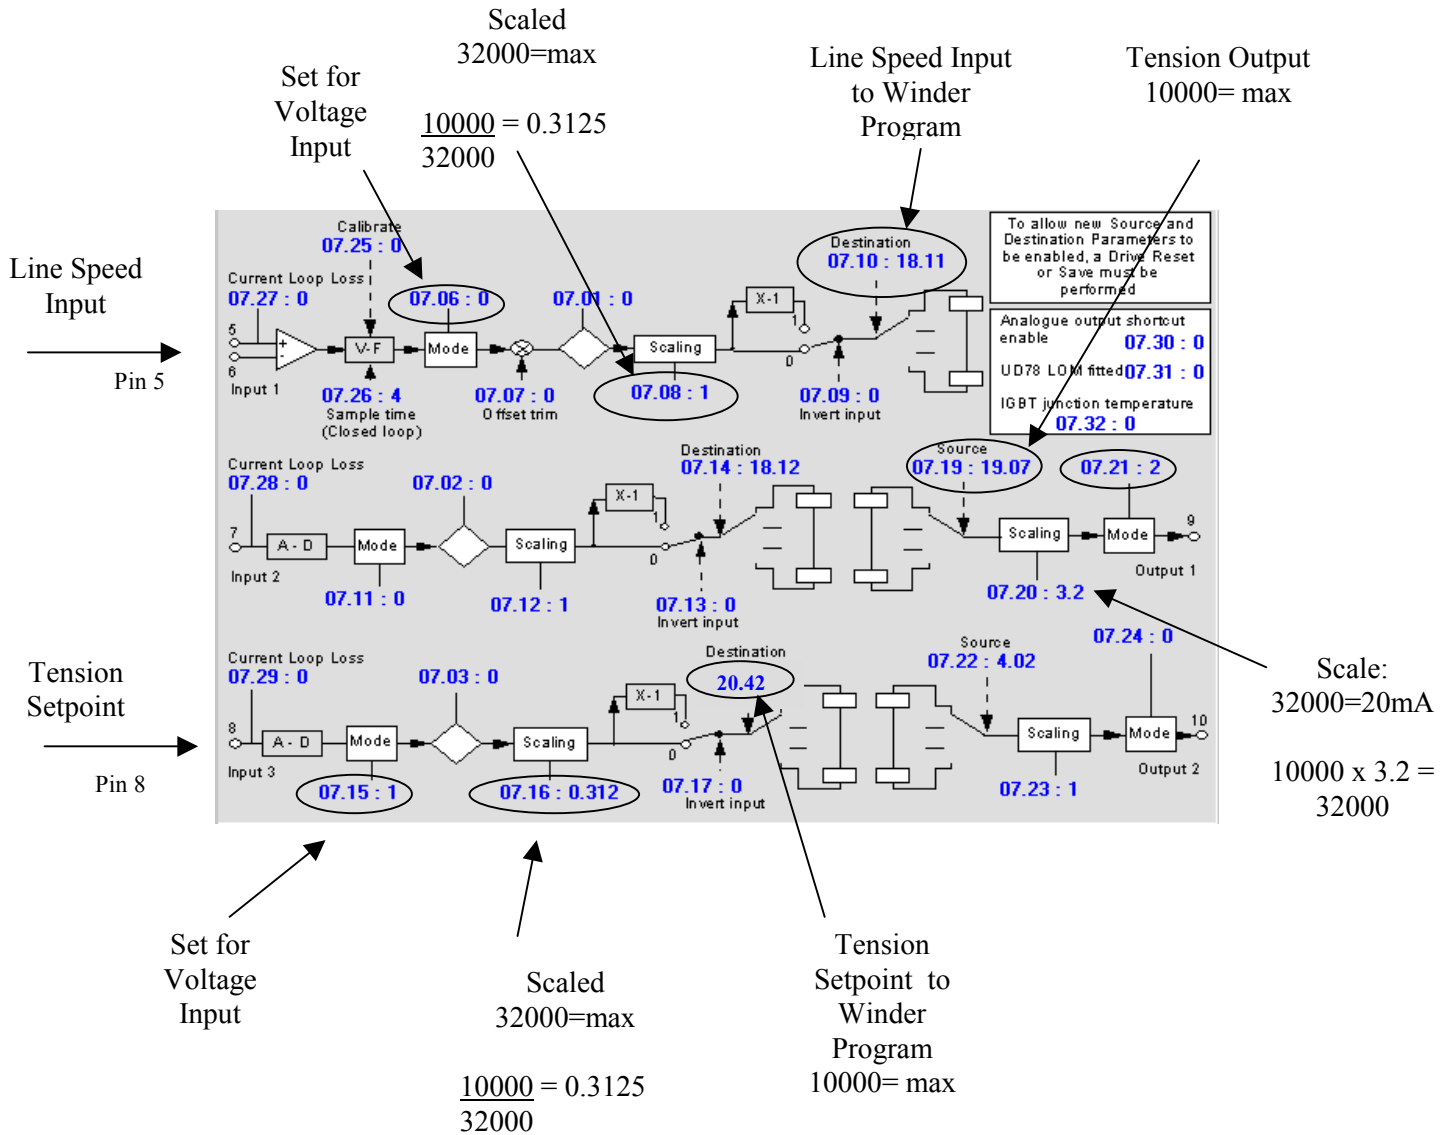 Scaled
32000=max
10000 = 0.3125
32000
Set for
Voltage
Input
Line Speed Input
to Winder
Program
Tension Output
10000= max
Line Speed
Input
Pin 5
Calibrate
07.25 : 0
Current Loop Loss
07.27 : 0
07.06 : 0
07.01 : 0
Destination
07.10 : 18.11
To allow new Source and
Destination Parameters to
be enabled, a Drive Reset
or Save must be
performed
5
6
+
-
V-F
Mode
Scaling
X-1
1
0
Input 1
07.26 : 4
Sample time
(Closed loop)
07.07 : 0
Offset trim
07.08 : 1
07.09 : 0
Invert input
Analogue output shortcut
enable
07.30 : 0
UD78 LOM fitted 07.31 : 0
IGBT junction temperature
07.32 : 0
Current Loop Loss
07.28 : 0
07.02 : 0
Destination
07.14 : 18.12
Source
07.19 : 19.07
07.21 : 2
7
A - D
Mode
Scaling
X-1
1
0
Scaling
Mode
9
Input 2
07.11 : 0
07.12 : 1
07.13 : 0
Invert input
07.20 : 3.2
Output 1
Tension
Setpoint
Pin 8
Current Loop Loss
07.29 : 0
07.03 : 0
Destination
20.42
Source
07.22 : 4.02
07.24 : 0
8
A - D
Mode
Scaling
X-1
1
0
Scaling
Mode
10
Input 3
07.15 : 1
07.16 : 0.312
07.17 : 0
Invert input
07.23 : 1
Output 2
Scale:
32000=20mA
10000 x 3.2 =
32000
Set for
Voltage
Input
Scaled
32000=max
10000 = 0.3125
32000
Tension
Setpoint to
Winder
Program
10000= max